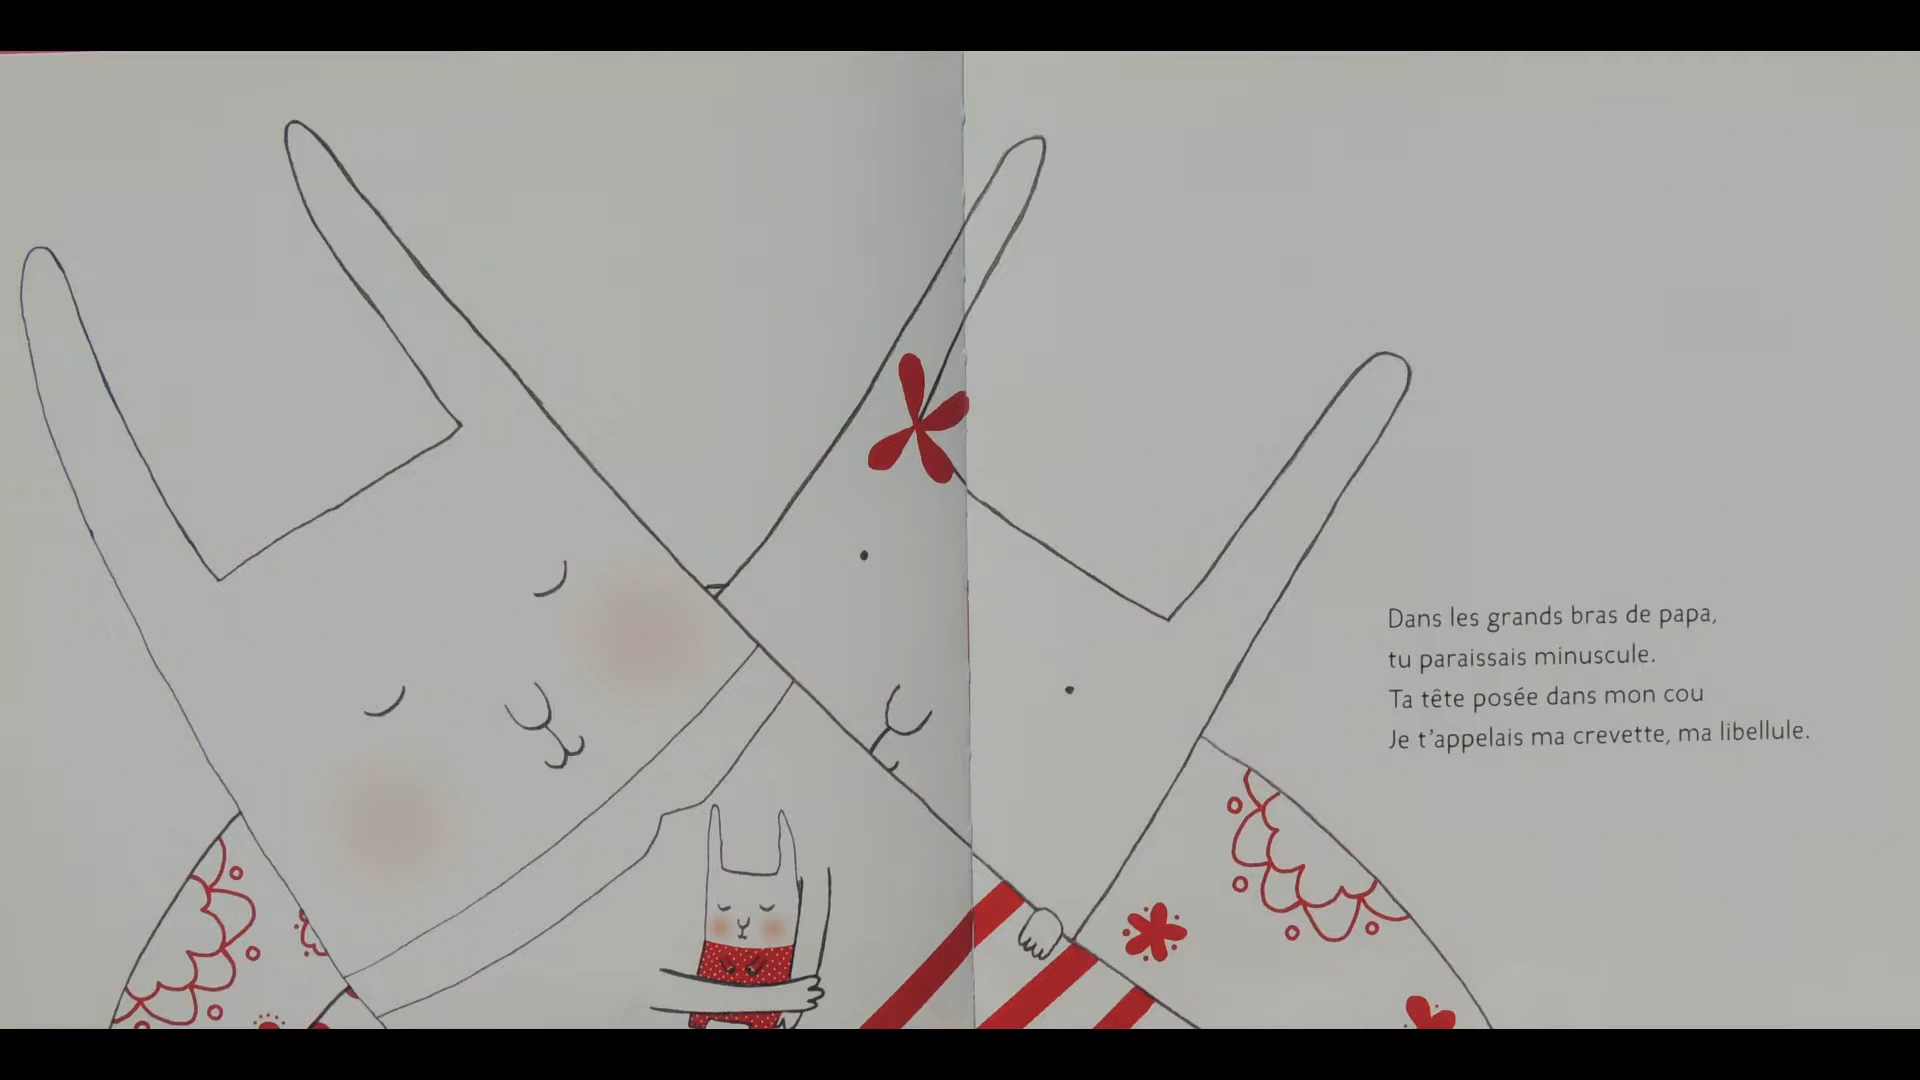 Dans les grands bras de papa,
tu paraissais minuscule.
Ta tête posée dans mon cou
Je t'appelais ma crevette, ma libellule.